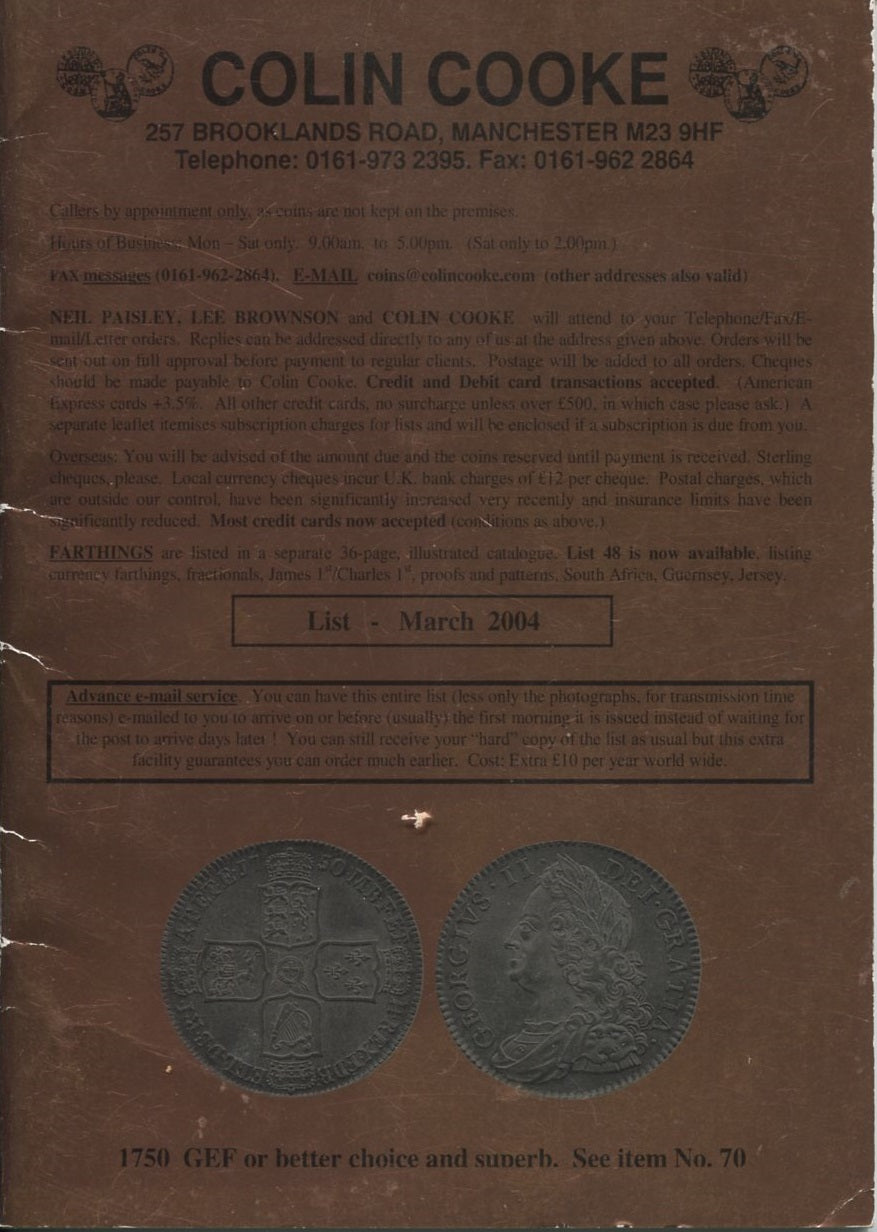 COLIN COOKE
257 BROOKLANDS ROAD, MANCHESTER M23 9HF
Telephone: 0161-973 2395. Fax: 0161-962 2864
Callers by appointment only, as coins are not kept on the premises.
Hours of Business: Mon – Sat only. 9.00am. to 5.00pm. (Sat only to 2.00pm.)
FAX messages (0161-962-2864). E-MAIL coins@colincooke.com (other addresses also valid)
NEIL PAISLEY, LEE BROWNSON and COLIN COOKE will attend to your Telephone/Fax/E-
mail/Letter orders. Replies can be addressed directly to any of us at the address given above. Orders will be
sent out on full approval before payment to regular clients. Postage will be added to all orders. Cheques
should be made payable to Colin Cooke. Credit and Debit card transactions accepted. (American
Express cards +3.5%. All other credit cards, no surcharge unless over £500, in which case please ask.) A
separate leaflet itemises subscription charges for lists and will be enclosed if a subscription is due from you.
Overseas: You will be advised of the amount due and the coins reserved until payment is received. Sterling
cheques, please. Local currency cheques incur U.K. bank charges of £12 per cheque. Postal charges, which
are outside our control, have been significantly increased very recently and insurance limits have been
significantly reduced. Most credit cards now accepted (conditions as above.)
FARTHINGS are listed in a separate 36-page, illustrated catalogue. List 48 is now available, listing
currency farthings, fractionals, James 1st/Charles 1st, proofs and patterns, South Africa, Guernsey, Jersey.
List - March 2004
Advance e-mail service. You can have this entire list (less only the photographs, for transmission time
reasons) e-mailed to you to arrive on or before (usually) the first morning it is issued instead of waiting for
the post to arrive days later ! You can still receive your "hard" copy of the list as usual but this extra
facility guarantees you can order much earlier. Cost: Extra £10 per year world wide.
GEORGIVS · II · DEI · GRATIA ·
1750 GEF or better choice and superb. See item No. 70